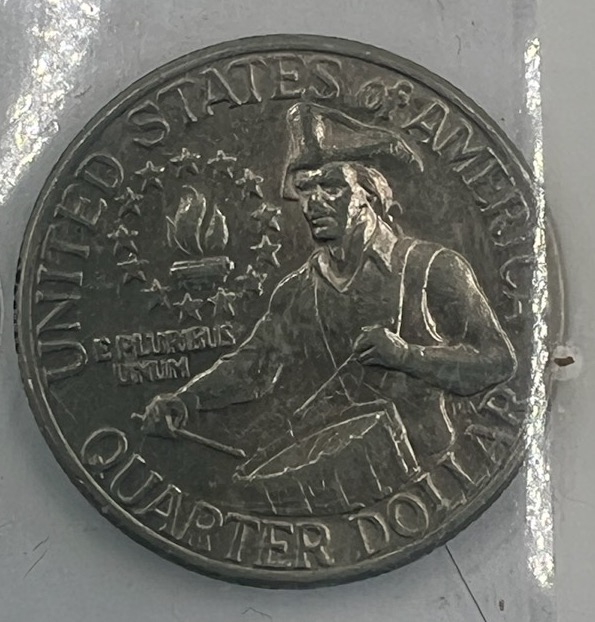 UNITED STATES of AMERICA
E PLURIBUS
UNUM
QUARTER DOLLAR